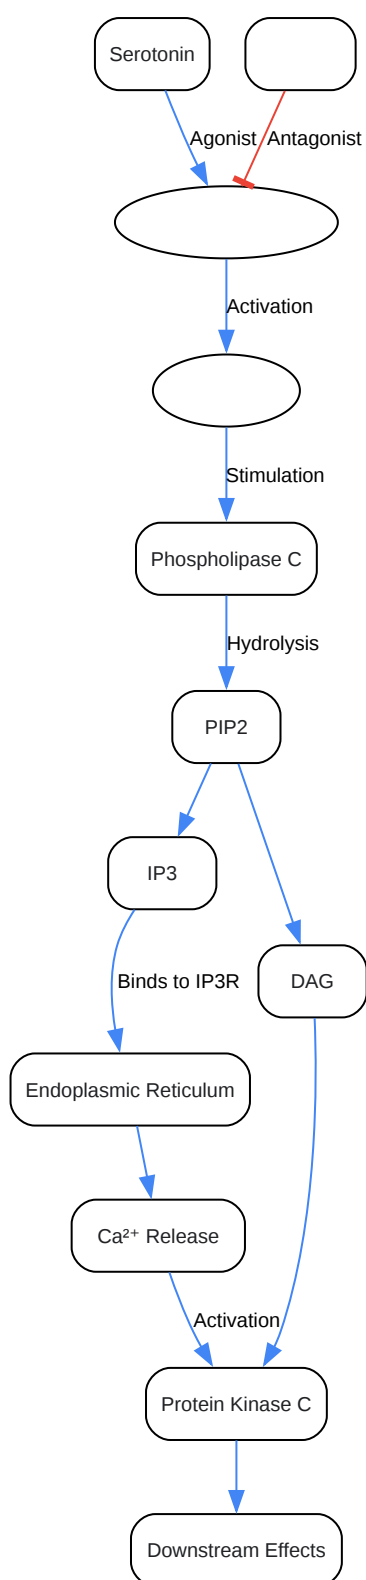 Serotonin
Agonist
Antagonist
Activation
Stimulation
Phospholipase C
Hydrolysis
PIP2
IP3
Binds to IP3R
DAG
Endoplasmic Reticulum
Ca²⁺ Release
Activation
Protein Kinase C
Downstream Effects